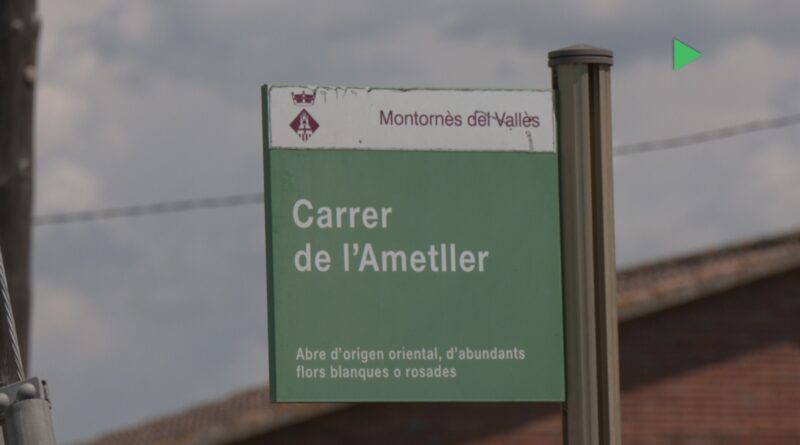 Montornès del Vallès
Carrer
de l'Ametller
Abre d'origen oriental, d'abundants
flors blanques o rosades